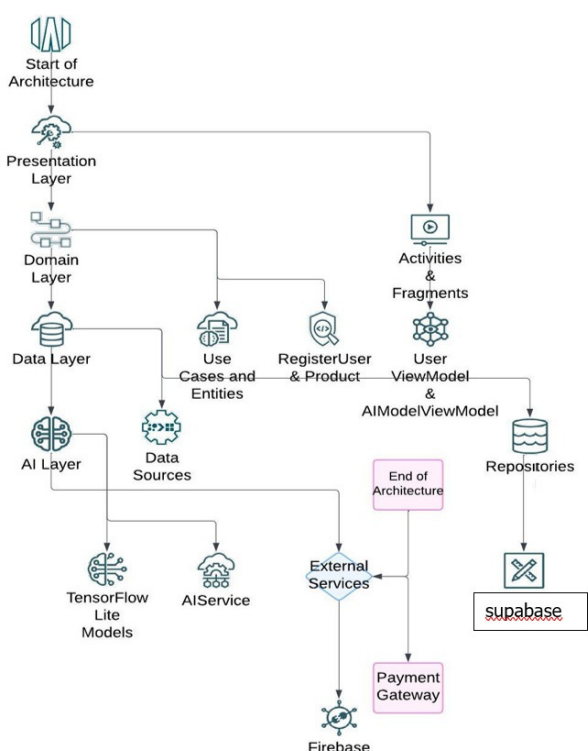 Start of
Architecture
Presentation
Layer
Domain
Layer
Activities
&
Fragments
Data Layer
Use
Cases and
Entities
RegisterUser
& Product
User
ViewModel
&
AIModelViewModel
AI Layer
Data
Sources
Repositories
End of
Architecture
TensorFlow
Lite
Models
AIService
External
Services
supabase
Payment
Gateway
Firebase